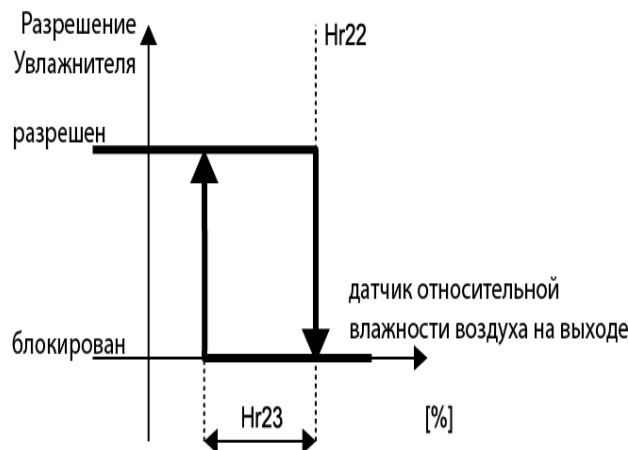 Разрешение
Увлажнителя
Hr22
разрешен
датчик относительной
влажности воздуха на выходе
блокирован
Hr23
[%]